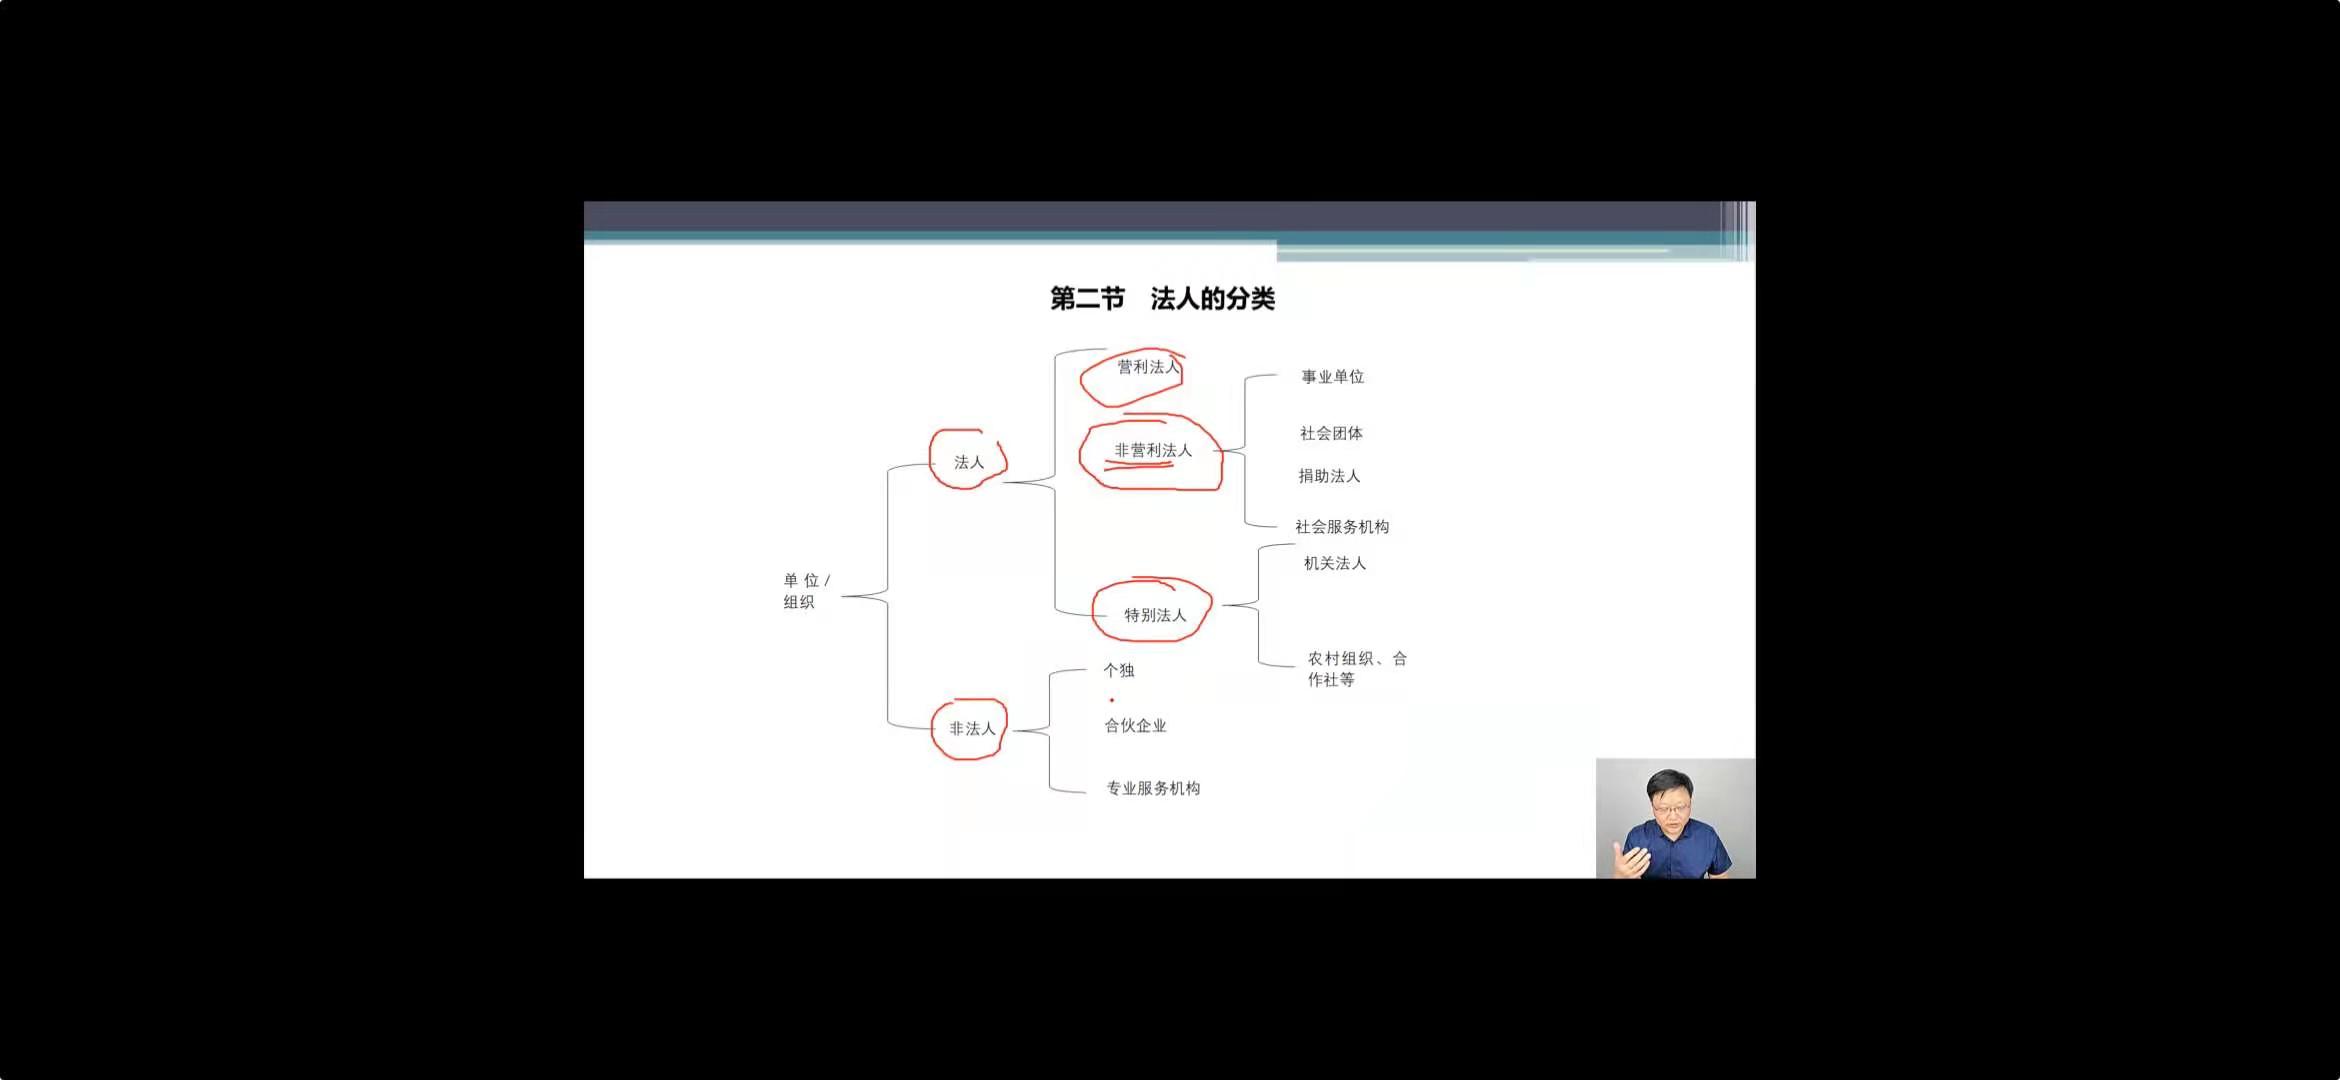 第二节 法人的分类
营利法人
事业单位
社会团体
非营利法人
法人
捐助法人
社会服务机构
机关法人
单 位 /
组织
特别法人
农村组织、合
作社等
个独
合伙企业
非法人
专业服务机构